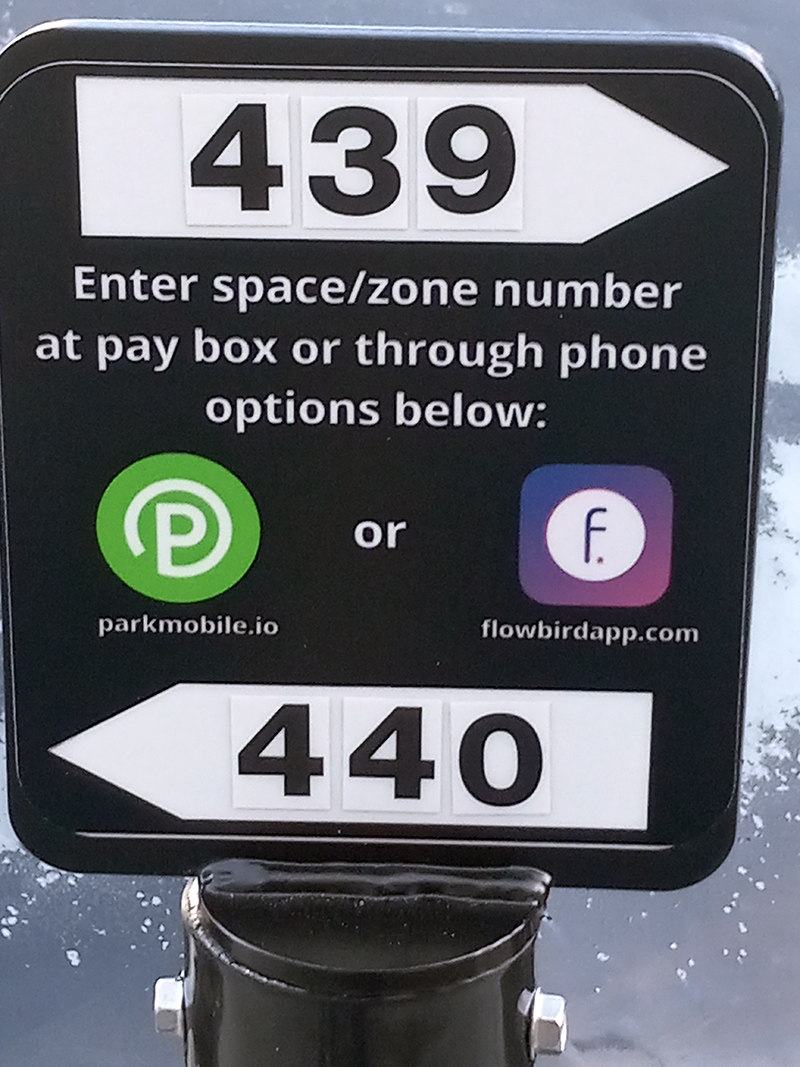 439
Enter space/zone number
at pay box or through phone
options below:
P
or
f.
parkmobile.io
flowbirdapp.com
440